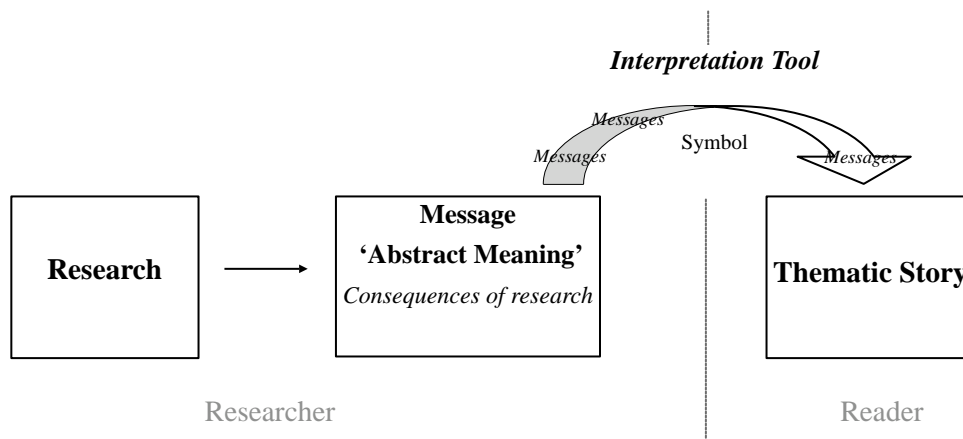 Interpretation Tool
Messages
Messages
Symbol
Messages
Research
Message
‘Abstract Meaning’
Consequences of research
Thematic Story
Researcher
Reader